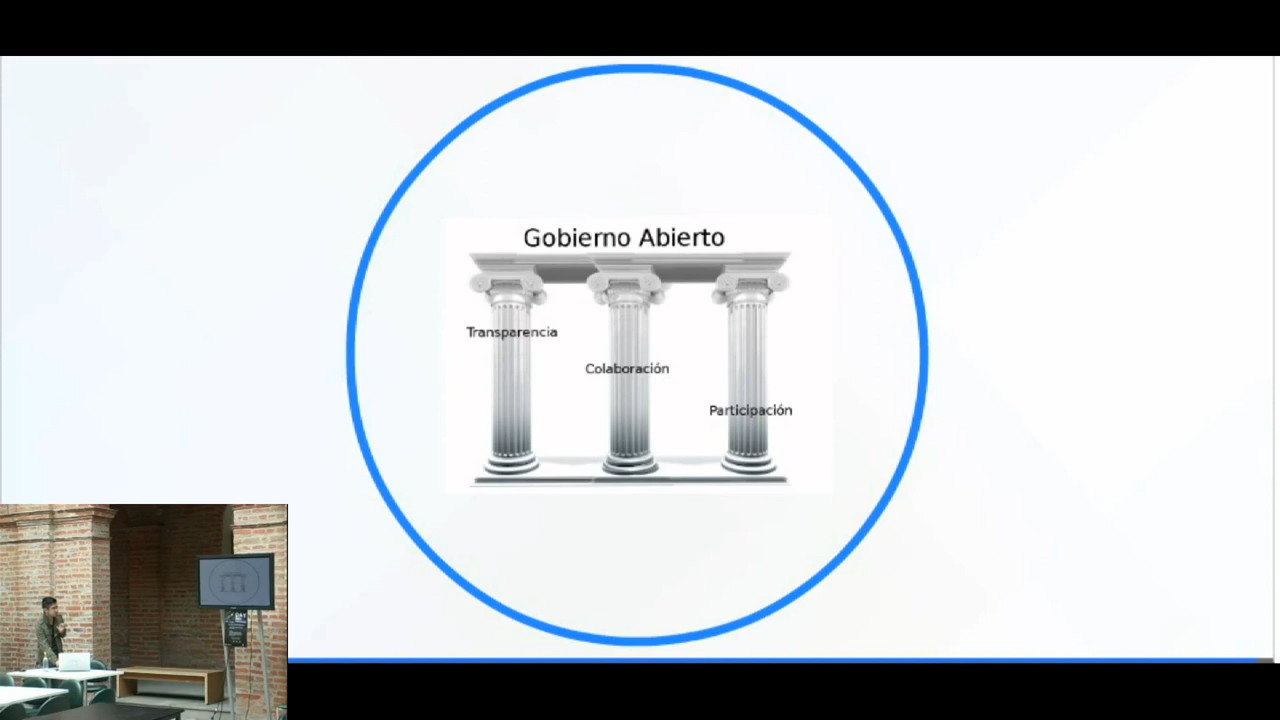 Gobierno Abierto
Transparencia
Colaboración
Participación